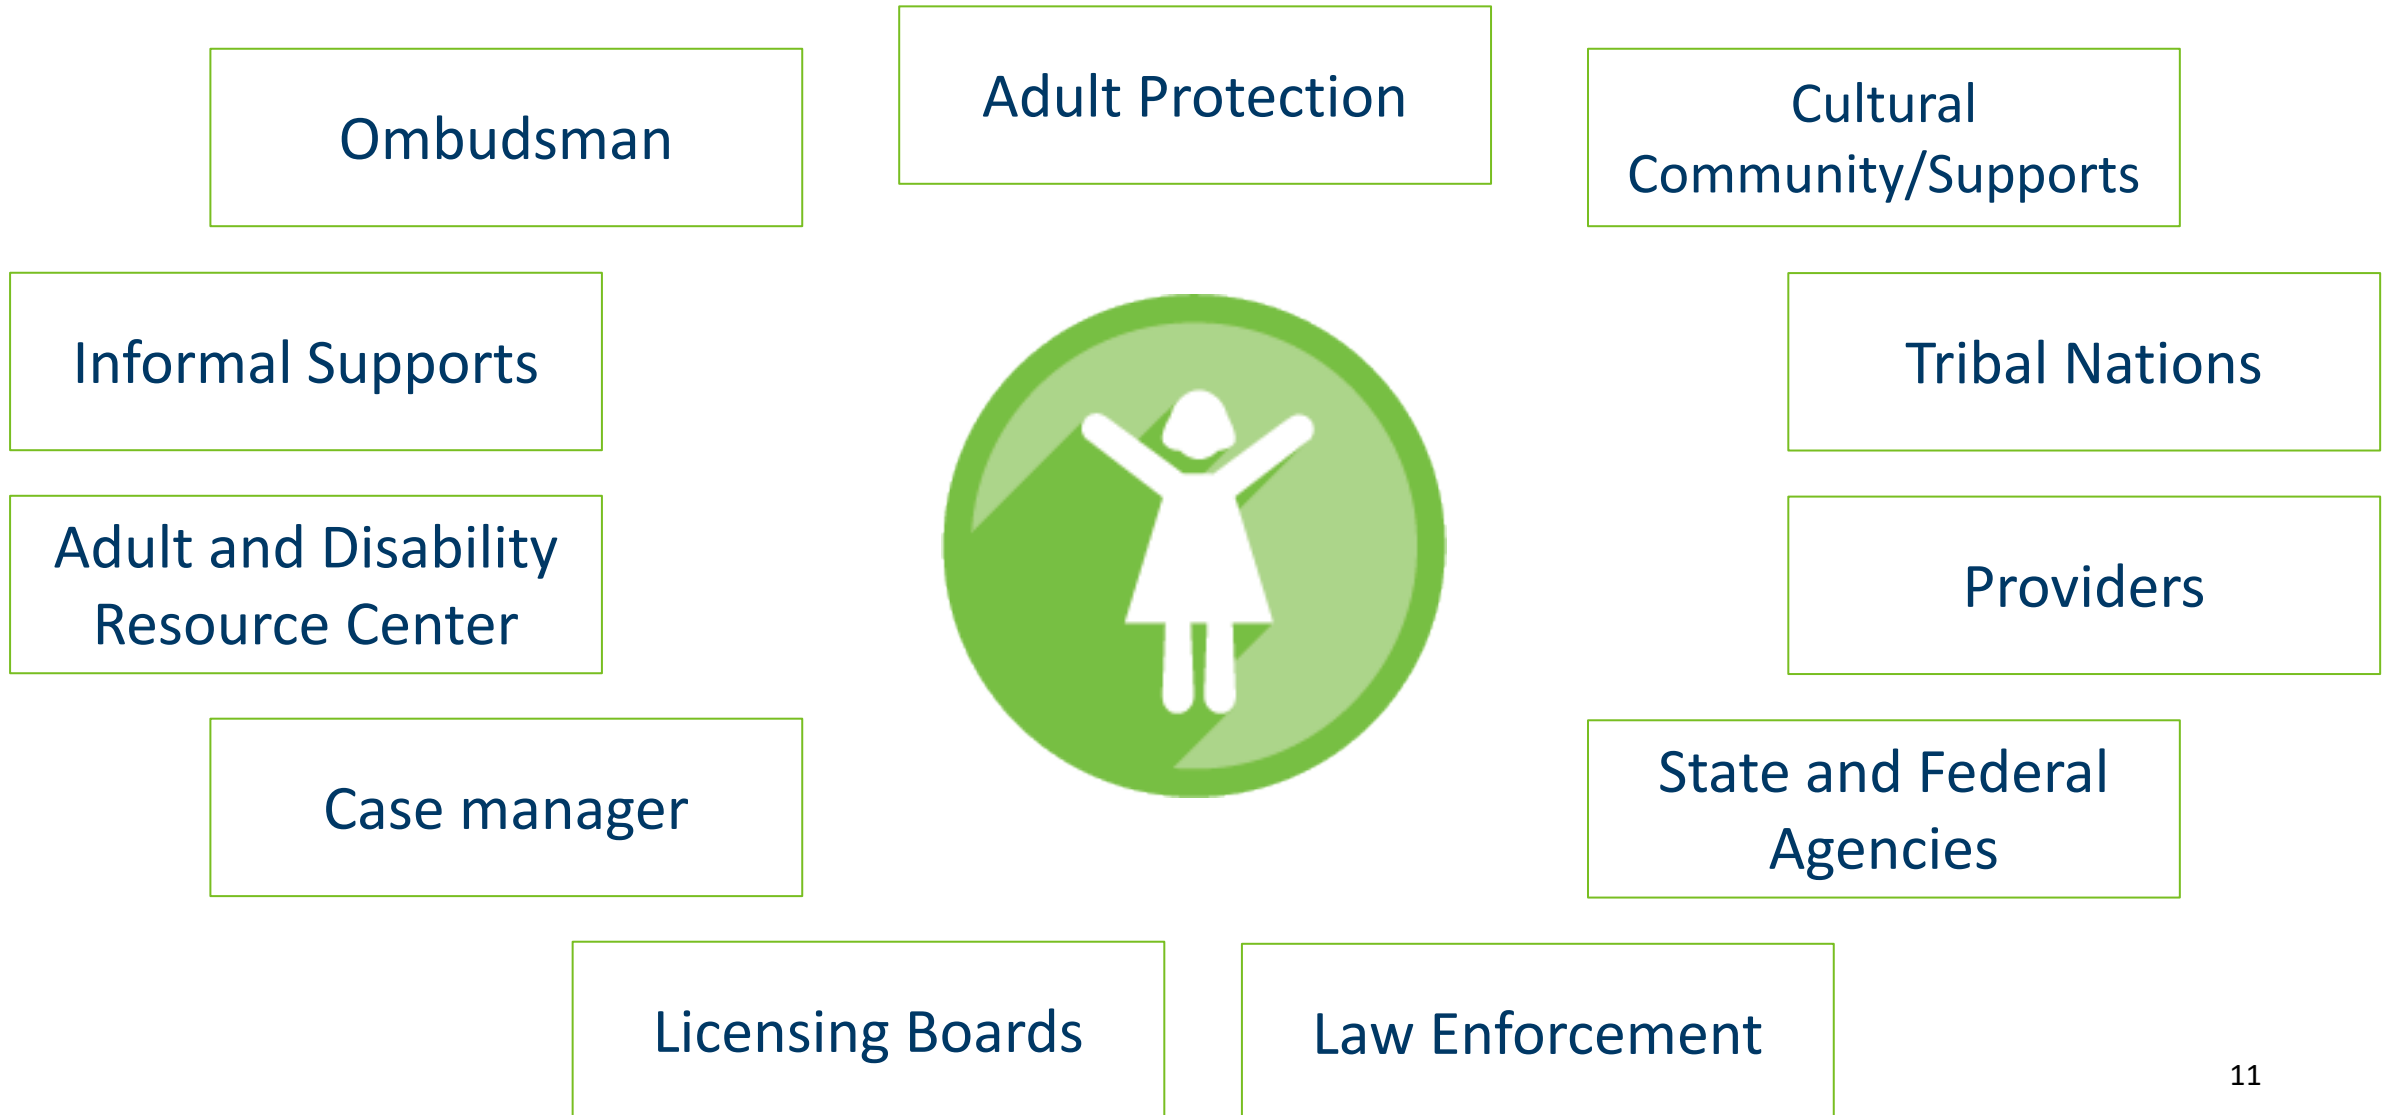 Adult Protection
Ombudsman
Cultural
Community/Supports
Informal Supports
Tribal Nations
Adult and Disability
Resource Center
Providers
Case manager
State and Federal
Agencies
Licensing Boards
Law Enforcement
11